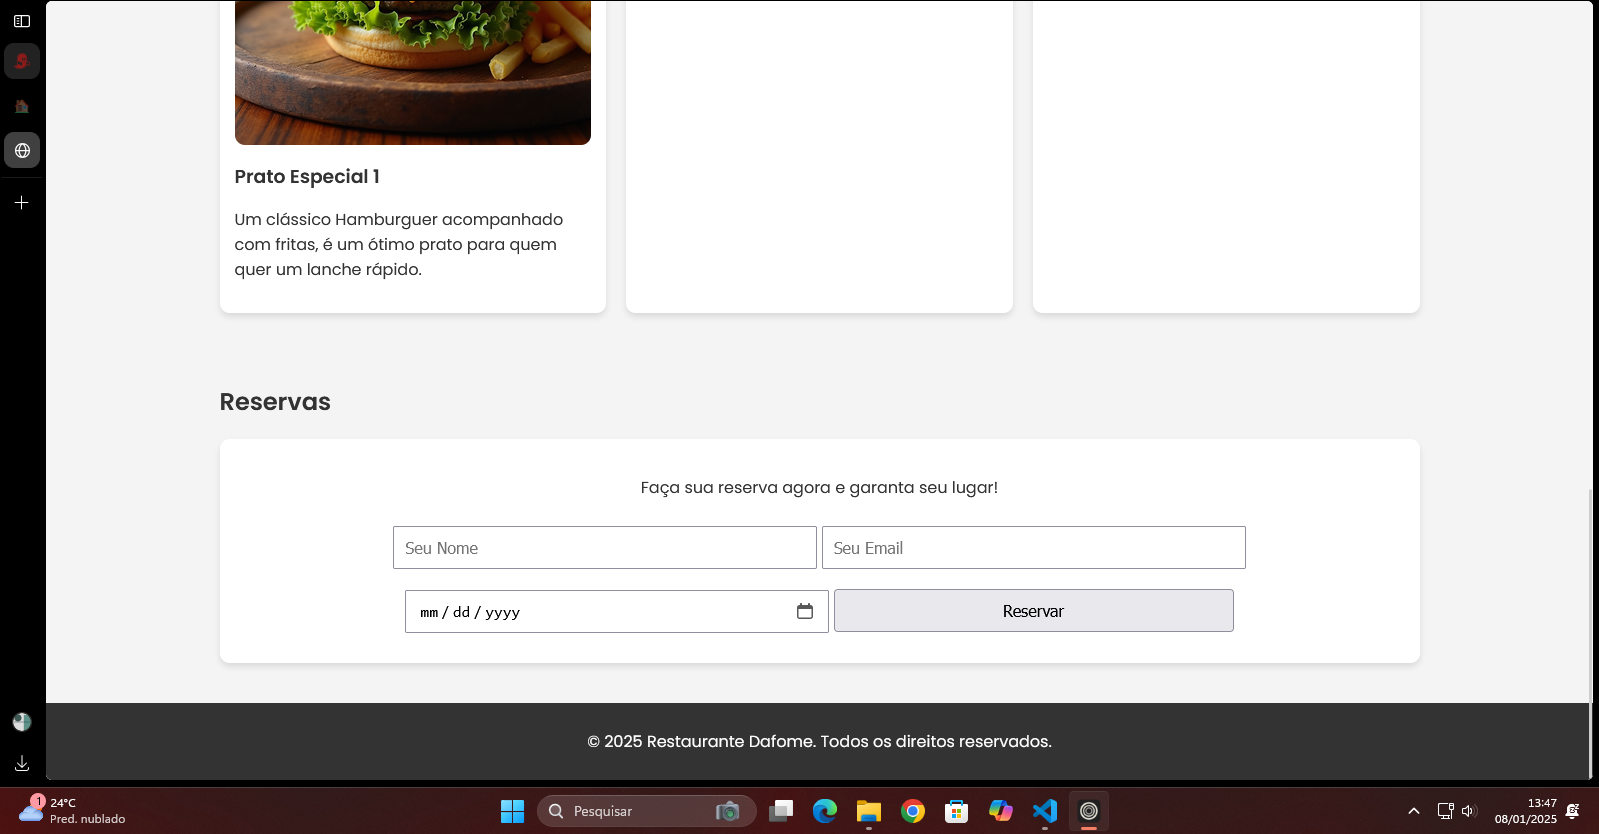 Prato Especial 1
Um clássico Hamburguer acompanhado
com fritas, é um ótimo prato para quem
quer um lanche rápido.
Reservas
Faça sua reserva agora e garanta seu lugar!
Seu Nome
Seu Email
mm / dd / yyyy
Reservar
© 2025 Restaurante Dafome. Todos os direitos reservados.
1
24°C
Pred. nublado
Pesquisar
13:47
08/01/2025